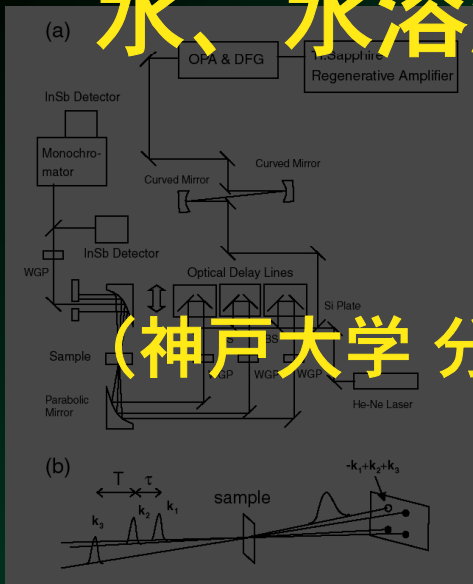 水、水溶
(a)
OPA & DFG
Ti:Sapphire
Regenerative Amplifier
InSb Detector
Monochro-
mator
Curved Mirror
Curved Mirror
InSb Detector
WGP
Optical Delay Lines
Si Plate
BS
(神戸大学 分
Sample
WGP
WGP
Parabolic
Mirror
He-Ne Laser
(b)
-k1+k2+k3
T
τ
sample
k3
k2
k1